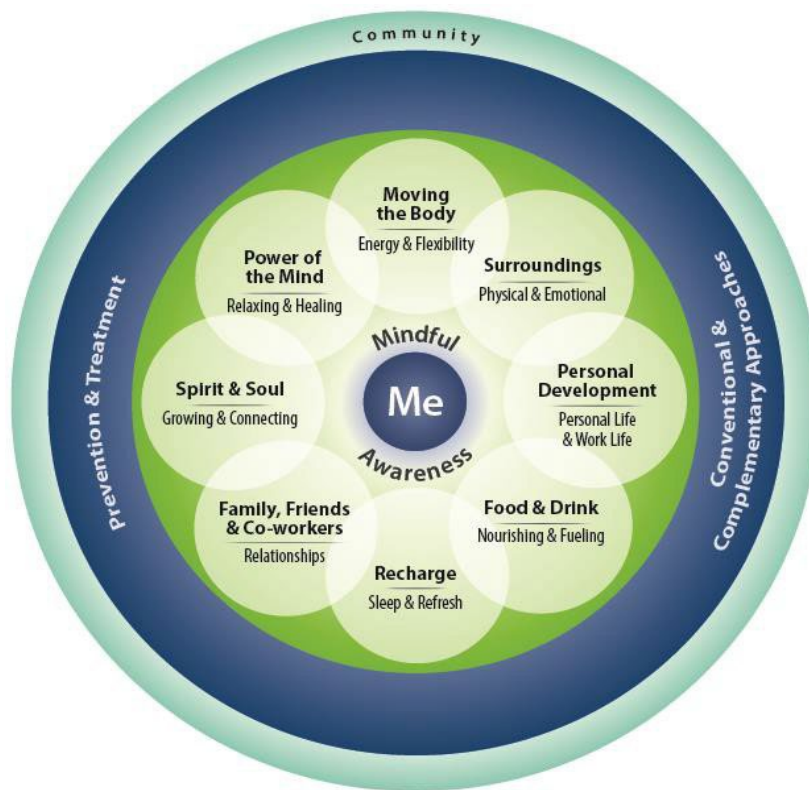 Community
Prevention & Treatment
Conventional &
Complementary Approaches
Moving
the Body
Energy & Flexibility
Surroundings
Physical & Emotional
Personal
Development
Personal Life
& Work Life
Food & Drink
Nourishing & Fueling
Recharge
Sleep & Refresh
Family, Friends
& Co-workers
Relationships
Spirit & Soul
Growing & Connecting
Power of
the Mind
Relaxing & Healing
Mindful
Me
Awareness